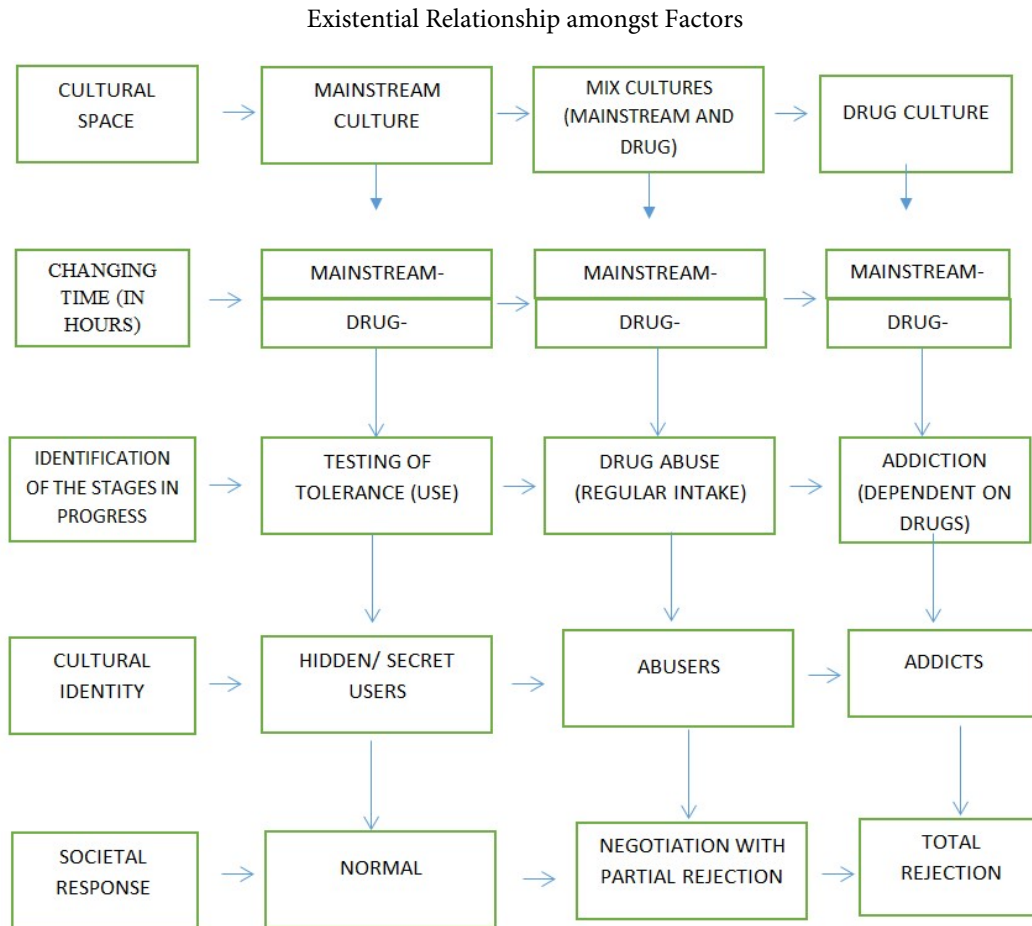 Existential Relationship amongst Factors
CULTURAL
SPACE
MAINSTREAM
CULTURE
MIX CULTURES
(MAINSTREAM AND
DRUG)
DRUG CULTURE
CHANGING
TIME (IN
HOURS)
MAINSTREAM-
DRUG-
MAINSTREAM-
DRUG-
MAINSTREAM-
DRUG-
IDENTIFICATION
OF THE STAGES IN
PROGRESS
TESTING OF
TOLERANCE (USE)
DRUG ABUSE
(REGULAR INTAKE)
ADDICTION
(DEPENDENT ON
DRUGS)
CULTURAL
IDENTITY
HIDDEN/ SECRET
USERS
ABUSERS
ADDICTS
SOCIETAL
RESPONSE
NORMAL
NEGOTIATION WITH
PARTIAL REJECTION
TOTAL
REJECTION